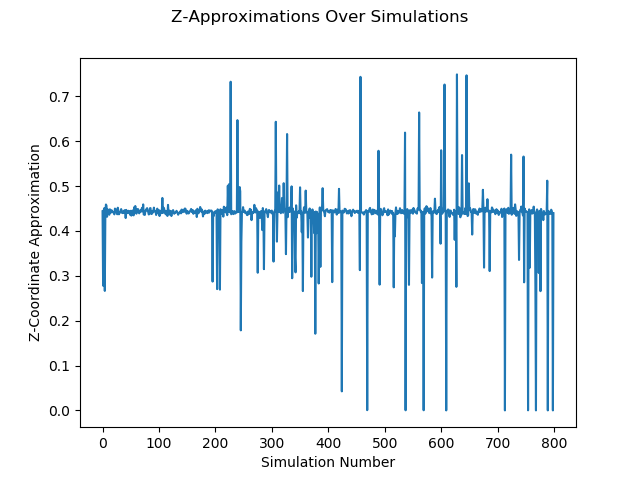 Z-Approximations Over Simulations
0.7
0.6
0.5
0.4
0.3
0.2
0.1
0.0
Z-Coordinate Approximation
0 100 200 300 400 500 600 700 800
Simulation Number